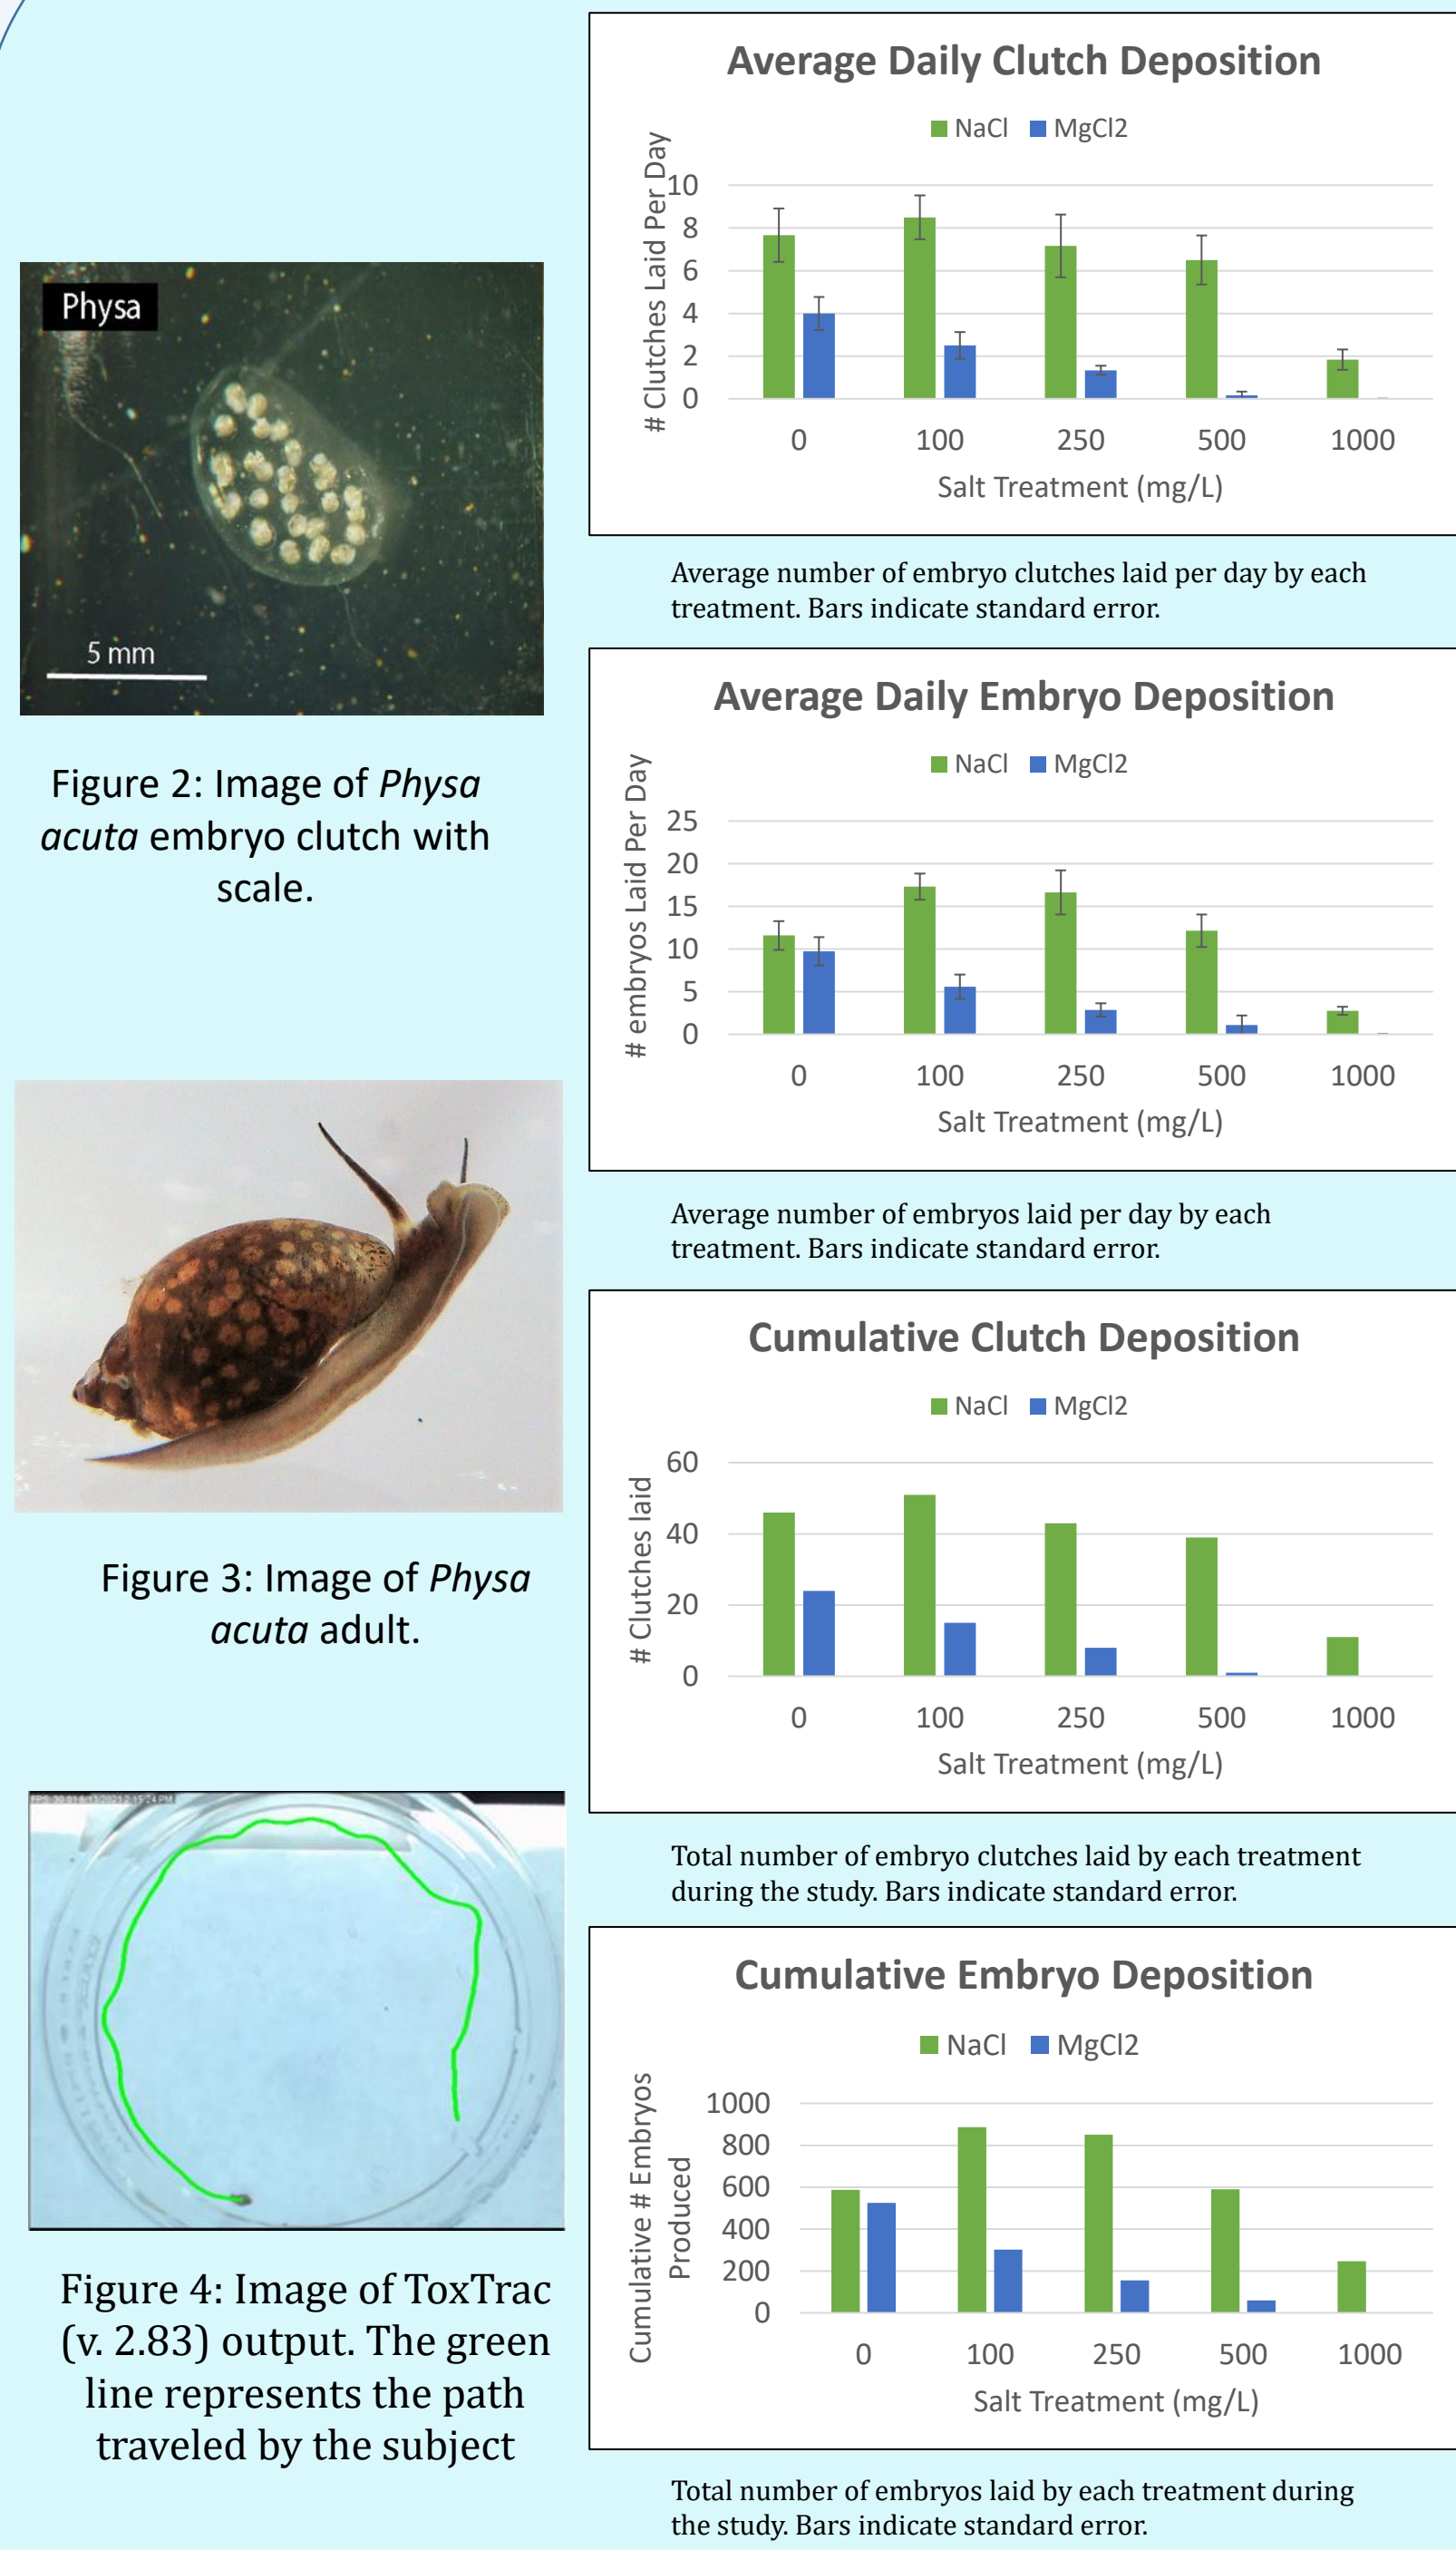 Physa
5 mm
Figure 2: Image of Physa
acuta embryo clutch with
scale.
Figure 3: Image of Physa
acuta adult.
Figure 4: Image of ToxTrac
(v. 2.83) output. The green
line represents the path
traveled by the subject
Average Daily Clutch Deposition
NaCl MgCl2
# Clutches Laid Per Day
10
8
6
4
2
0
0 100 250 500 1000
Salt Treatment (mg/L)
Average number of embryo clutches laid per day by each
treatment. Bars indicate standard error.
Average Daily Embryo Deposition
NaCl MgCl2
# embryos Laid Per Day
25
20
15
10
5
0
0 100 250 500 1000
Salt Treatment (mg/L)
Average number of embryos laid per day by each
treatment. Bars indicate standard error.
Cumulative Clutch Deposition
NaCl MgCl2
# Clutches laid
60
40
20
0
0 100 250 500 1000
Salt Treatment (mg/L)
Total number of embryo clutches laid by each treatment
during the study. Bars indicate standard error.
Cumulative Embryo Deposition
NaCl MgCl2
Cumulative # Embryos
Produced
1000
800
600
400
200
0
0 100 250 500 1000
Salt Treatment (mg/L)
Total number of embryos laid by each treatment during
the study. Bars indicate standard error.